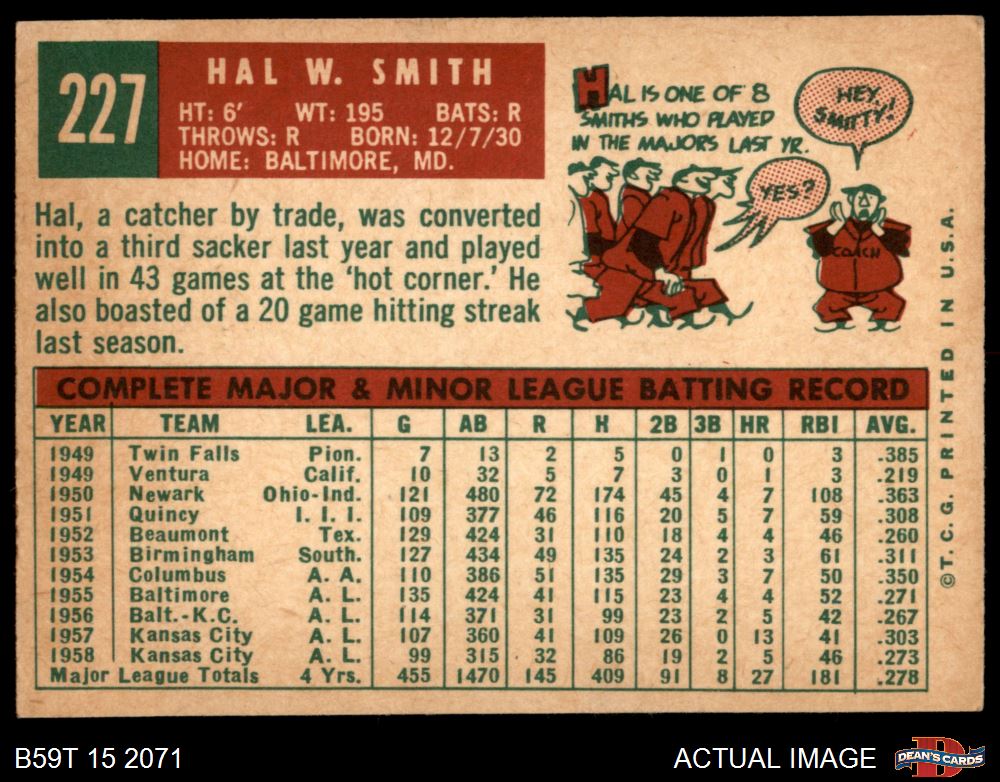 227
HAL W. SMITH
HT: 6' WT: 195 BATS: R
THROWS: R BORN: 12/7/30
HOME: BALTIMORE, MD.
Hal, a catcher by trade, was converted
into a third sacker last year and played
well in 43 games at the 'hot corner.' He
also boasted of a 20 game hitting streak
last season.
HAL IS ONE OF 8
SMITHS WHO PLAYED
IN THE MAJORS LAST YR.
HEY,
SMITTY!
YES?
COACH
COMPLETE MAJOR & MINOR LEAGUE BATTING RECORD
YEAR TEAM LEA. G AB R H 2B 3B HR RBI AVG.
1949 Twin Falls Pion. 7 13 2 5 0 1 0 3 .385
1949 Ventura Calif. 10 32 5 7 3 0 1 3 .219
1950 Newark Ohio-Ind. 121 480 72 174 45 4 7 108 .363
1951 Quincy I. I. I. 109 377 46 116 20 5 7 59 .308
1952 Beaumont Tex. 129 424 31 110 18 4 4 46 .260
1953 Birmingham South. 127 434 49 135 24 2 3 61 .311
1954 Columbus A. A. 110 386 51 135 29 3 7 50 .350
1955 Baltimore A. L. 135 424 41 115 23 4 4 52 .271
1956 Balt.-K.C. A. L. 114 371 31 99 23 2 5 42 .267
1957 Kansas City A. L. 107 360 41 109 26 0 13 41 .303
1958 Kansas City A. L. 99 315 32 86 19 2 5 46 .273
Major League Totals 4 Yrs. 455 1470 145 409 91 8 27 181 .278
©T. C. G. PRINTED IN U.S.A.
B59T 15 2071
ACTUAL IMAGE
D
DEAN'S CARDS